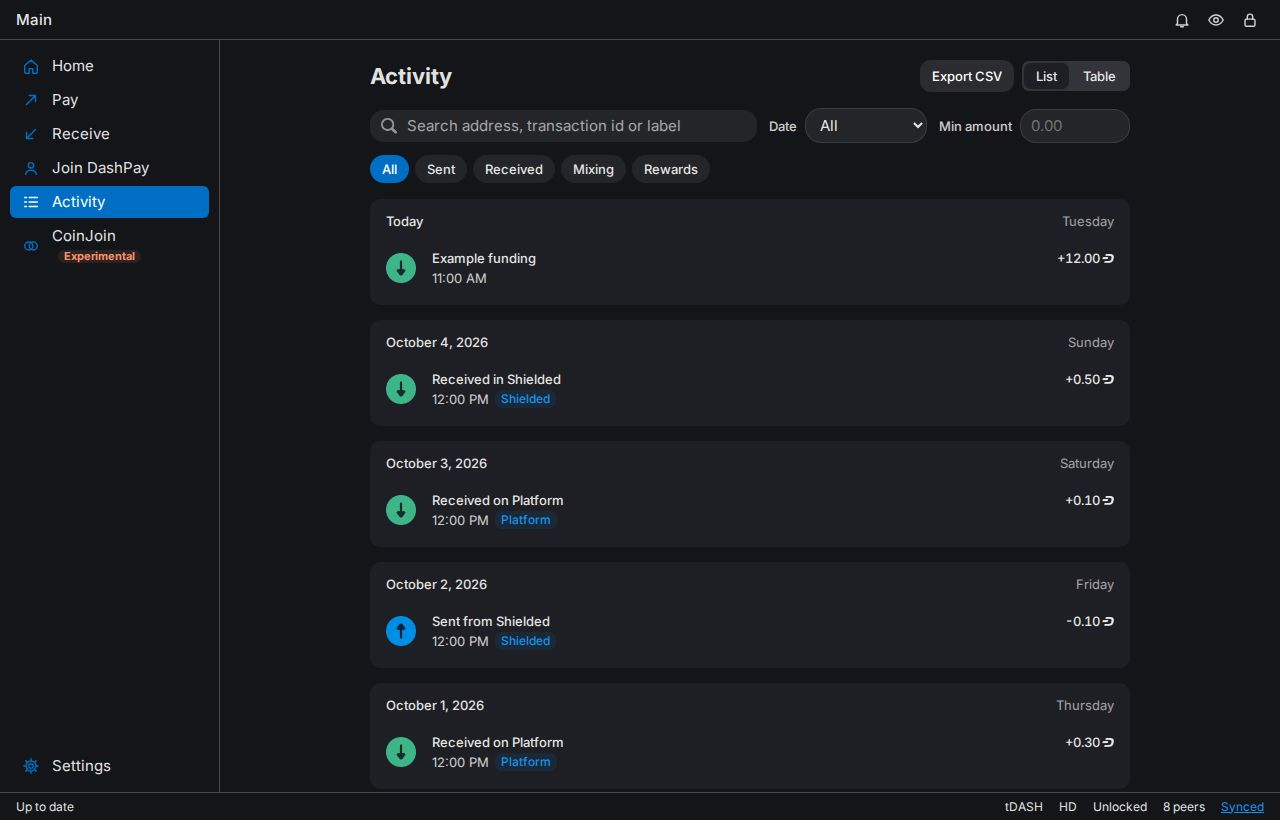 Main
Home
Pay
Receive
Join DashPay
Activity
CoinJoin
Experimental
Settings
Activity
Export CSV
List
Table
Search address, transaction id or label
Date
All
Min amount
0.00
All
Sent
Received
Mixing
Rewards
Today
Tuesday
Example funding
+12.00
11:00 AM
October 4, 2026
Sunday
Received in Shielded
+0.50
12:00 PM Shielded
October 3, 2026
Saturday
Received on Platform
+0.10
12:00 PM Platform
October 2, 2026
Friday
Sent from Shielded
-0.10
12:00 PM Shielded
October 1, 2026
Thursday
Received on Platform
+0.30
12:00 PM Platform
Up to date
tDASH
HD
Unlocked
8 peers
Synced